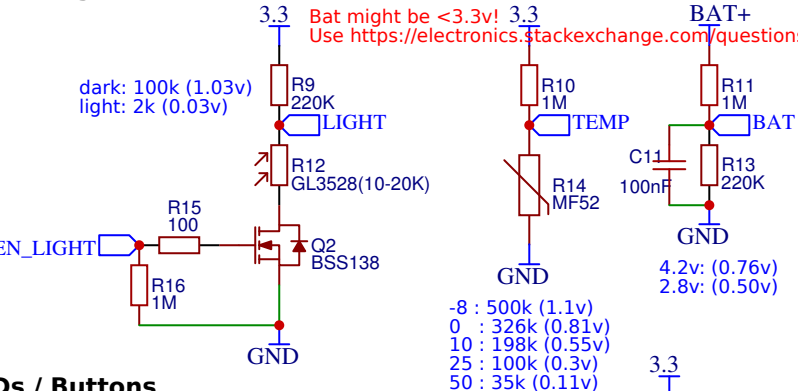 3.3
Bat might be <3.3v!
3.3
BAT+
Use https://electronics.stackexchange.com/questions
dark: 100k (1.03v)
light: 2k (0.03v)
R9
220K
LIGHT
R12
GL3528(10-20K)
R15
100
EN_LIGHT
Q2
BSS138
R16
1M
GND
R10
1M
TEMP
R14
MF52
GND
-8 : 500k (1.1v)
0 : 326k (0.81v)
10 : 198k (0.55v)
25 : 100k (0.3v)
50 : 35k (0.11v)
R11
1M
BAT
C11
100nF
R13
220K
GND
4.2v: (0.76v)
2.8v: (0.50v)
3.3
Ds / Buttons